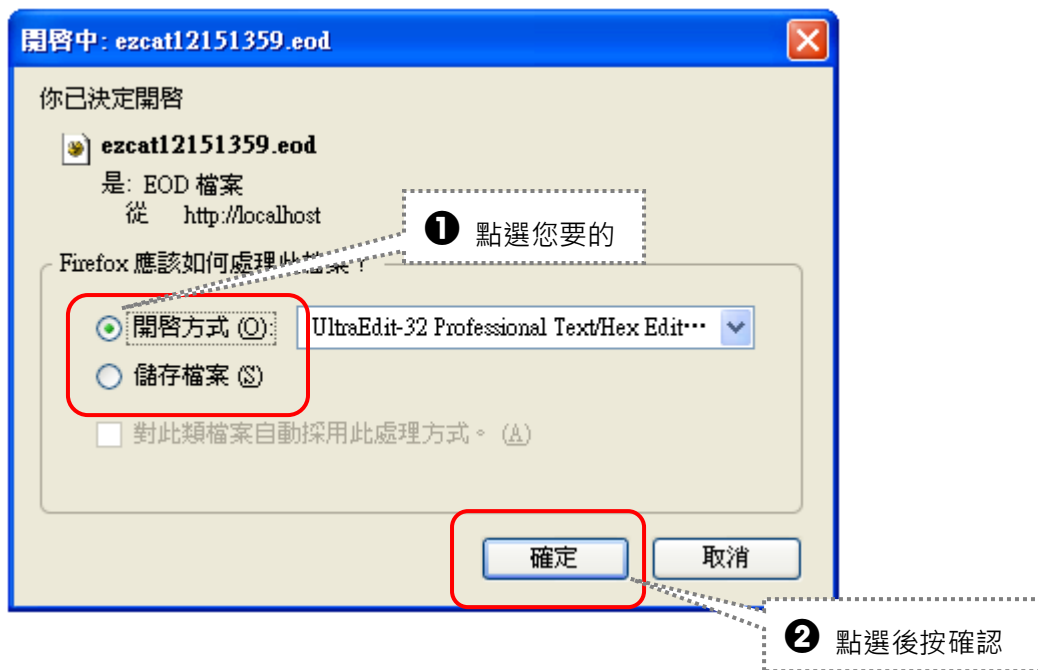 開啓中: ezcat12151359.eod
你已決定開啓
ezcat12151359.eod
是: EOD 檔案
從 http://localhost
❶ 點選您要的
Firefox 應該如何處理此檔案？
開啓方式 (O): UltraEdit-32 Professional Text/Hex Edit⋯
儲存檔案 (S)
對此類檔案自動採用此處理方式。 (A)
確定 取消
❷ 點選後按確認